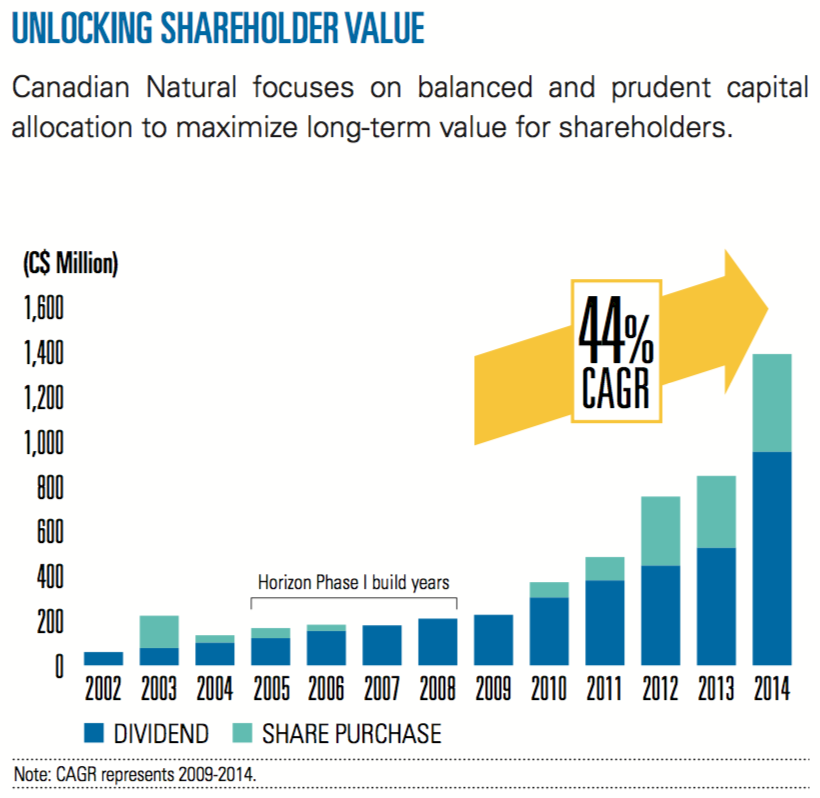 UNLOCKING SHAREHOLDER VALUE
Canadian Natural focuses on balanced and prudent capital
allocation to maximize long-term value for shareholders.
(C$ Million)
1,600
1,400
1,200
1,000
800
600
400
200
0
44%
CAGR
Horizon Phase I build years
2002 2003 2004 2005 2006 2007 2008 2009 2010 2011 2012 2013 2014
DIVIDEND SHARE PURCHASE
Note: CAGR represents 2009-2014.